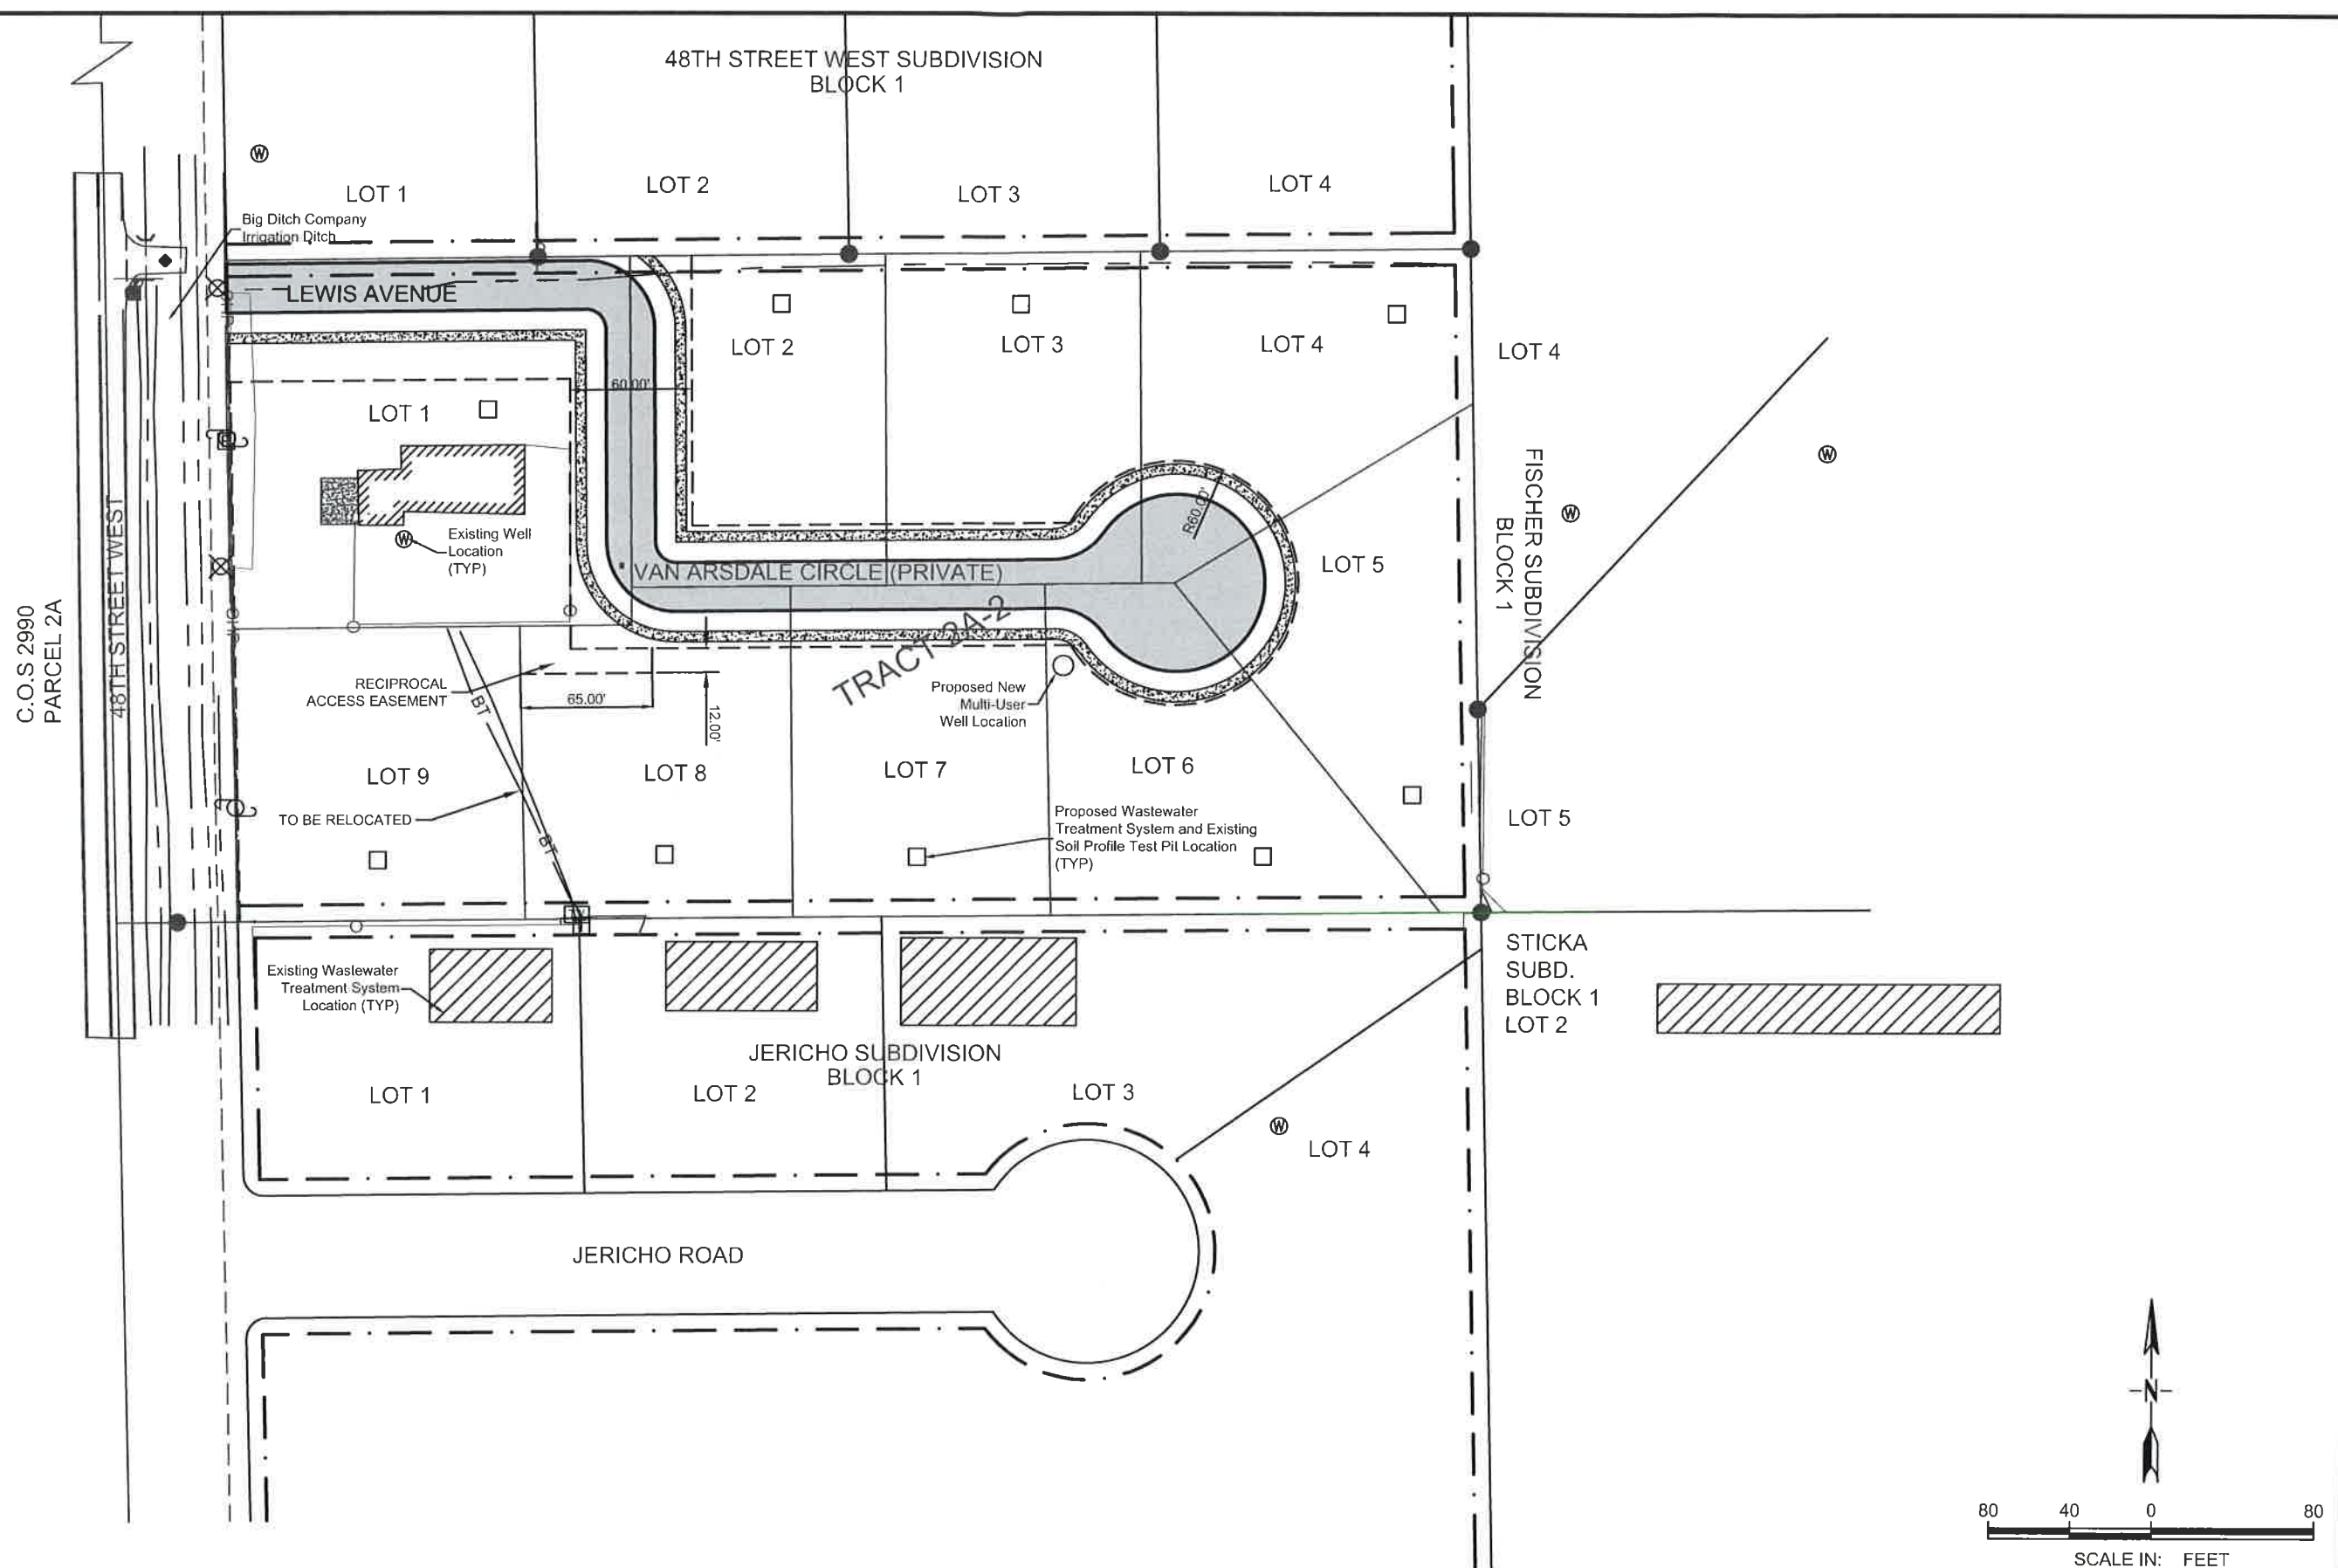 48TH STREET WEST SUBDIVISION
BLOCK 1
LOT 1
LOT 2
LOT 3
LOT 4
Big Ditch Company
Irrigation Ditch
LEWIS AVENUE
LOT 2
LOT 3
LOT 4
LOT 4
60.00'
LOT 1
R60.00'
Existing Well
Location
(TYP)
LOT 5
FISCHER SUBDIVISION
BLOCK 1
VAN ARSDALE CIRCLE (PRIVATE)
TRACT 2A-2
C.O.S 2990
PARCEL 2A
48TH STREET WEST
RECIPROCAL
ACCESS EASEMENT
BT
65.00'
12.00'
Proposed New
Multi-User
Well Location
LOT 9
LOT 8
LOT 7
LOT 6
TO BE RELOCATED
BT
Proposed Wastewater
Treatment System and Existing
Soil Profile Test Pit Location
(TYP)
LOT 5
Existing Wastewater
Treatment System
Location (TYP)
STICKA
SUBD.
BLOCK 1
LOT 2
JERICHO SUBDIVISION
BLOCK 1
LOT 1
LOT 2
LOT 3
LOT 4
W
W
W
W
W
JERICHO ROAD
N
80 40 0 80
SCALE IN: FEET